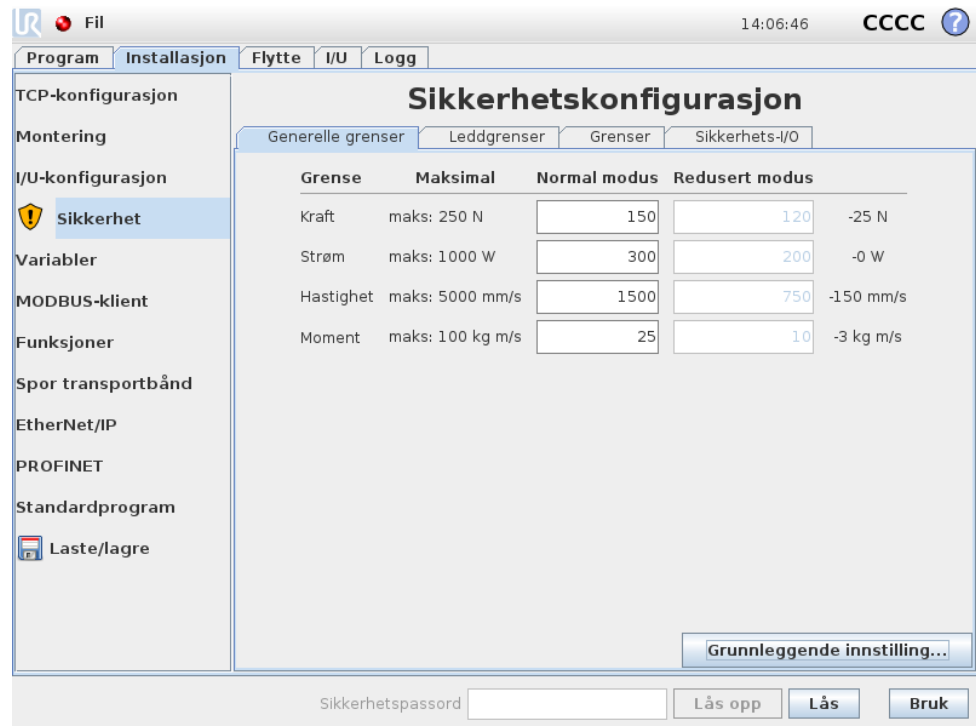 UR Fil 14:06:46 CCCC ?
Program Installasjon Flytte I/U Logg
TCP-konfigurasjon
Montering
I/U-konfigurasjon
Sikkerhet
Variabler
MODBUS-klient
Funksjoner
Spor transportbånd
EtherNet/IP
PROFINET
Standardprogram
Laste/lagre
Sikkerhetskonfigurasjon
Generelle grenser Leddgrenser Grenser Sikkerhets-I/O
Grense Maksimal Normal modus Redusert modus
Kraft maks: 250 N 150 120 -25 N
Strøm maks: 1000 W 300 200 -0 W
Hastighet maks: 5000 mm/s 1500 750 -150 mm/s
Moment maks: 100 kg m/s 25 10 -3 kg m/s
Grunnleggende innstilling...
Sikkerhetspassord Lås opp Lås Bruk